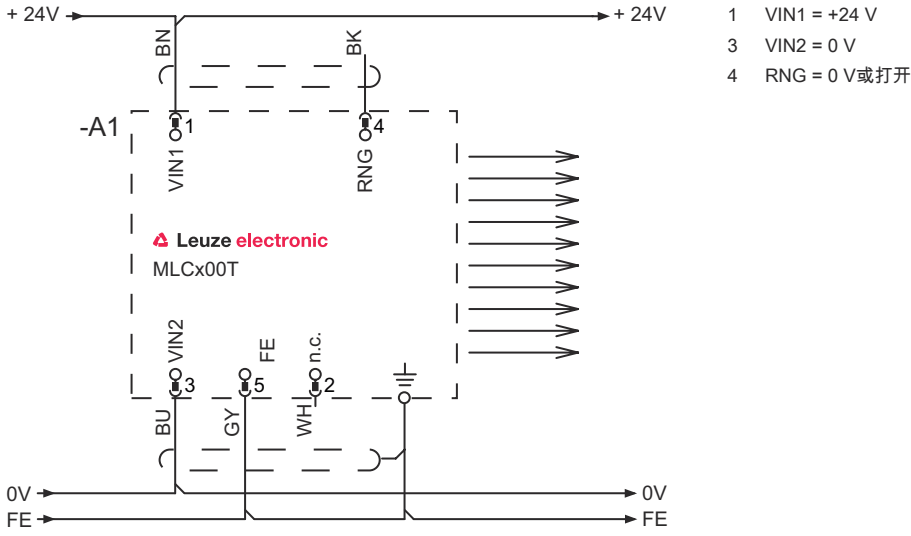 + 24V
+ 24V
1 VIN1 = +24 V
3 VIN2 = 0 V
4 RNG = 0 V或打开
BN
BK
-A1
1
4
VIN1
RNG
Leuze electronic
MLCx00T
VIN2
FE
n.c.
3
5
2
BU
GY
WH
0V
0V
FE
FE